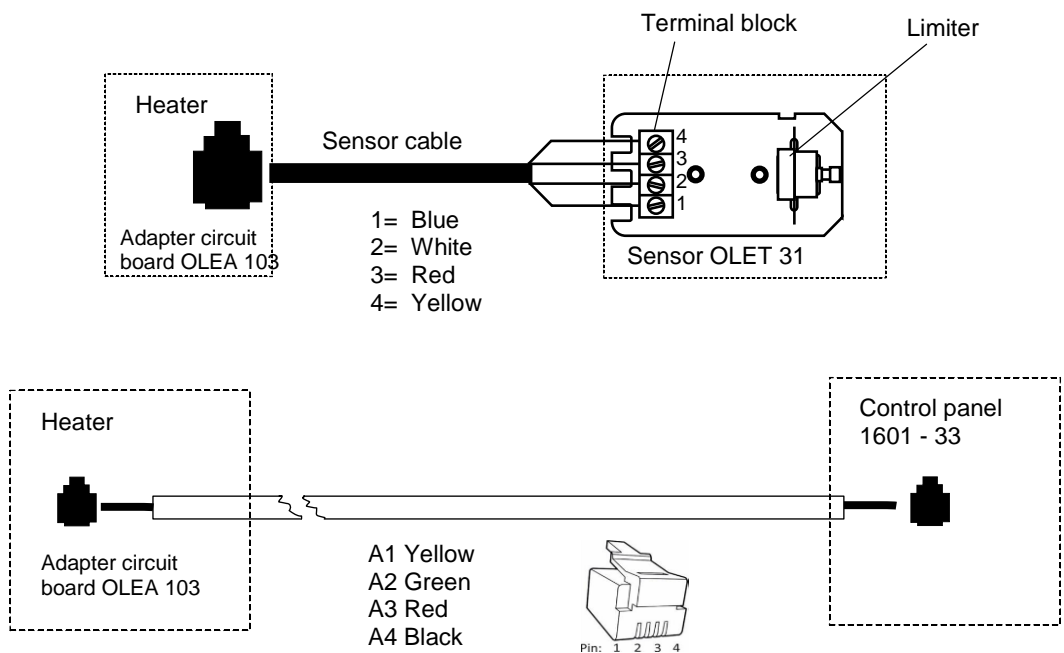 Terminal block
Limiter
Heater
Sensor cable
4
3
2
1
1= Blue
2= White
3= Red
4= Yellow
Adapter circuit
board OLEA 103
Sensor OLET 31
Heater
Control panel
1601 - 33
Adapter circuit
board OLEA 103
A1 Yellow
A2 Green
A3 Red
A4 Black
Pin: 1 2 3 4